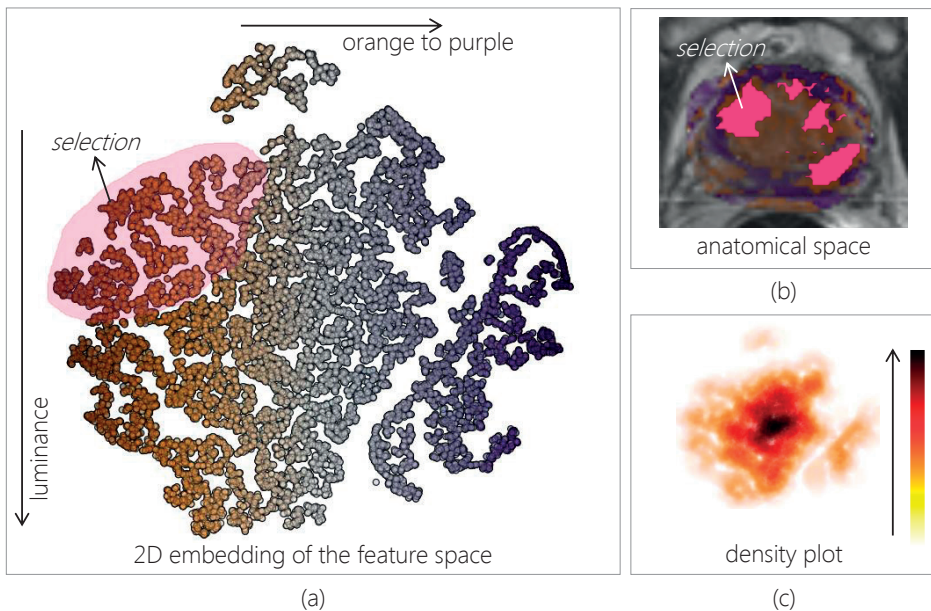 orange to purple
selection
luminance
2D embedding of the feature space
(a)
selection
anatomical space
(b)
density plot
(c)